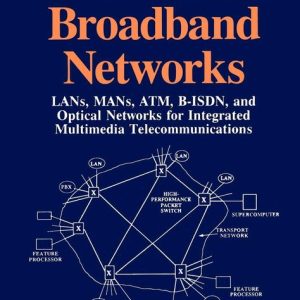 Broadband
Networks
LANs, MANs, ATM, B-ISDN, and
Optical Networks for Integrated
Multimedia Telecommunications
LAN
LAN
PBX
X
X
LAN
HIGH-
PERFORMANCE
PACKET
SWITCH
X
SUPERCOMPUTER
TRANSPORT
NETWORK
FEATURE
PROCESSOR
X
X
FEATURE
PROCESSOR